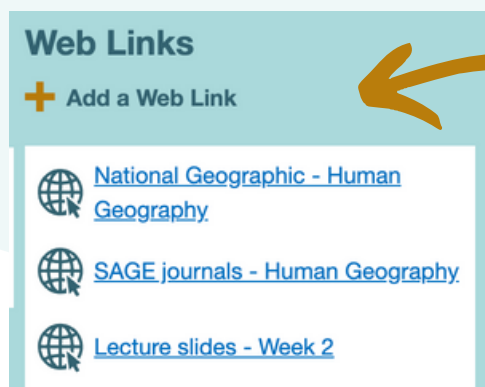 Web Links
Add a Web Link
National Geographic - Human
Geography
SAGE journals - Human Geography
Lecture slides - Week 2